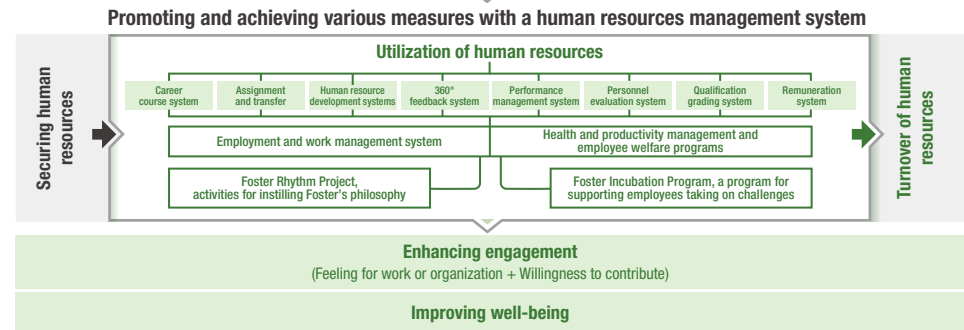 Promoting and achieving various measures with a human resources management system
Securing human
resources
Utilization of human resources
Career
course system
Assignment
and transfer
Human resource
development systems
360°
feedback system
Performance
management system
Personnel
evaluation system
Qualification
grading system
Remuneration
system
Employment and work management system
Health and productivity management and
employee welfare programs
Foster Rhythm Project,
activities for instilling Foster's philosophy
Foster Incubation Program, a program for
supporting employees taking on challenges
Turnover of human
resources
Enhancing engagement
(Feeling for work or organization + Willingness to contribute)
Improving well-being